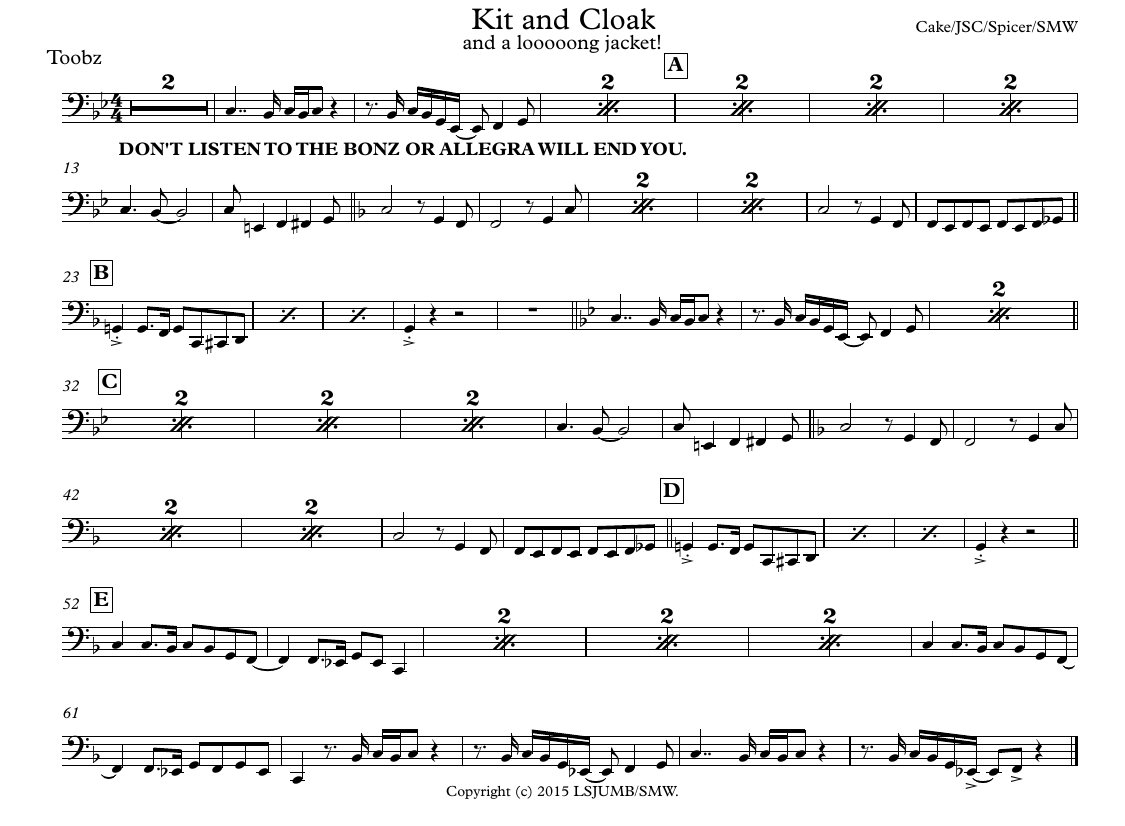 Kit and Cloak
and a looooong jacket!
Cake/JSC/Spicer/SMW
Toobz
2 2 A 2 2 2
DON'T LISTEN TO THE BONZ OR ALLEGRA WILL END YOU.
13
2 2
23 B
2
32 C
2 2 2
42
2 2 D
52 E
2 2 2
61
Copyright (c) 2015 LSJUMB/SMW.